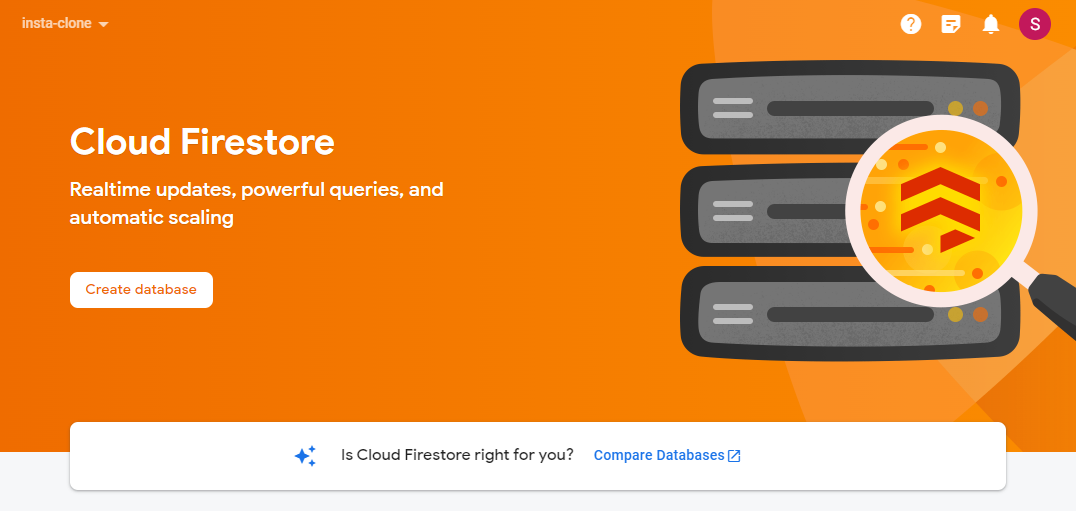 insta-clone
S
Cloud Firestore
Realtime updates, powerful queries, and
automatic scaling
Create database
Is Cloud Firestore right for you? Compare Databases